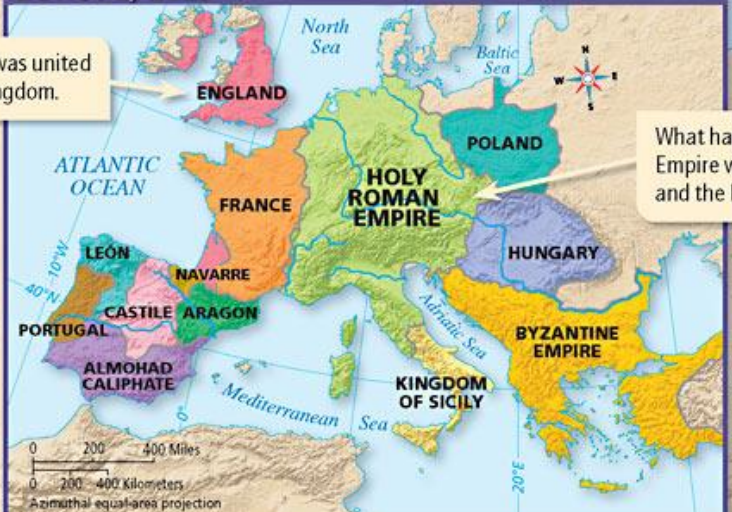 was united
gdom.
North
Sea
Baltic
Sea
N
W
E
S
ENGLAND
POLAND
What ha
Empire w
and the
ATLANTIC
OCEAN
HOLY
ROMAN
EMPIRE
FRANCE
LEÓN
10°W
NAVARRE
HUNGARY
40°N
CASTILE
ARAGON
PORTUGAL
Adriatic Sea
BYZANTINE
EMPIRE
ALMOHAD
CALIPHATE
KINGDOM
OF SICILY
Mediterranean Sea
0°
20°E
0 200 400 Miles
0 200 400 Kilometers
Azimuthal equal-area projection